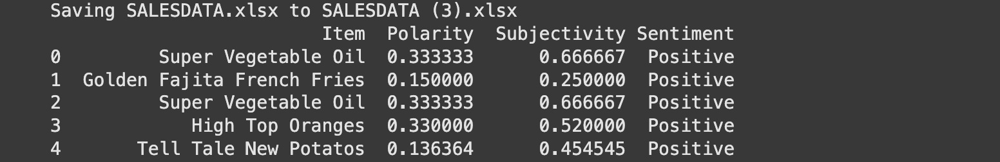 Saving SALESDATA.xlsx to SALESDATA (3).xlsx
Item Polarity Subjectivity Sentiment
0 Super Vegetable Oil 0.333333 0.666667 Positive
1 Golden Fajita French Fries 0.150000 0.250000 Positive
2 Super Vegetable Oil 0.333333 0.666667 Positive
3 High Top Oranges 0.330000 0.520000 Positive
4 Tell Tale New Potatos 0.136364 0.454545 Positive